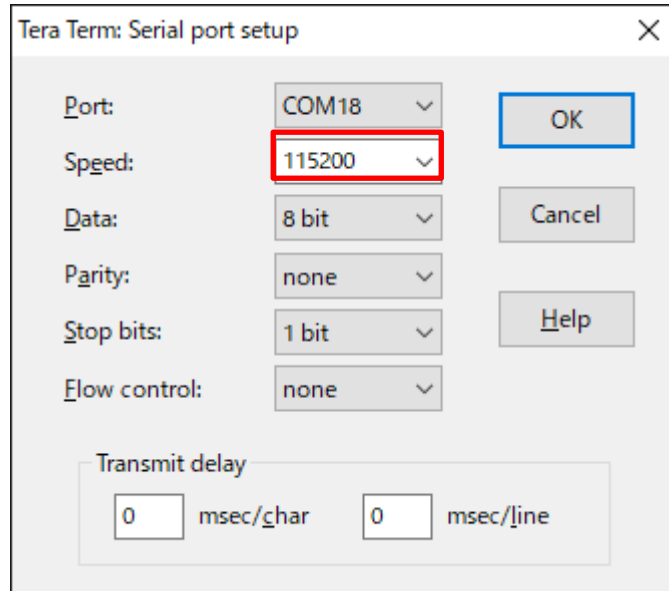 Tera Term: Serial port setup
Port: COM18 OK
Speed: 115200
Data: 8 bit Cancel
Parity: none
Stop bits: 1 bit Help
Flow control: none
Transmit delay
0 msec/char 0 msec/line